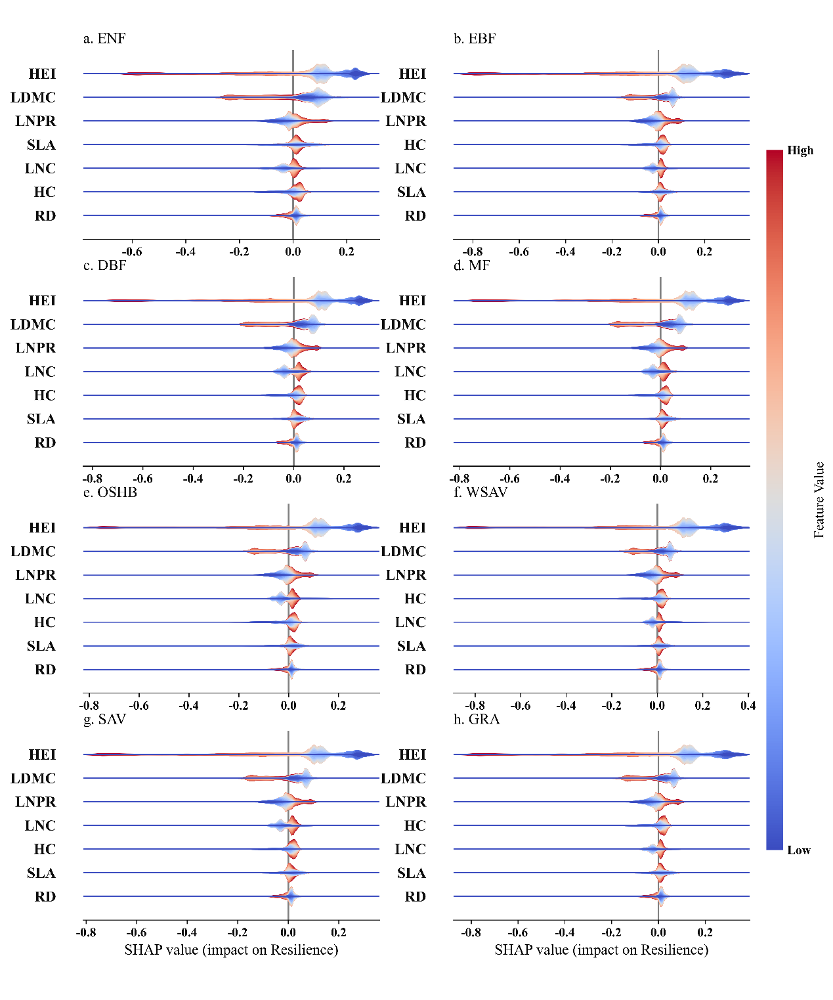 a. ENF
HEI
LDMC
LNPR
SLA
LNC
HC
RD
-0.6 -0.4 -0.2 0.0 0.2
b. EBF
HEI
LDMC
LNPR
HC
LNC
SLA
RD
-0.8 -0.6 -0.4 -0.2 0.0 0.2
c. DBF
HEI
LDMC
LNPR
LNC
HC
SLA
RD
-0.8 -0.6 -0.4 -0.2 0.0 0.2
d. MF
HEI
LDMC
LNPR
LNC
HC
SLA
RD
-0.8 -0.6 -0.4 -0.2 0.0 0.2
e. OSHB
HEI
LDMC
LNPR
LNC
HC
SLA
RD
-0.8 -0.6 -0.4 -0.2 0.0 0.2
f. WSAV
HEI
LDMC
LNPR
HC
LNC
SLA
RD
-0.8 -0.6 -0.4 -0.2 0.0 0.2 0.4
g. SAV
HEI
LDMC
LNPR
LNC
HC
SLA
RD
-0.8 -0.6 -0.4 -0.2 0.0 0.2
SHAP value (impact on Resilience)
h. GRA
HEI
LDMC
LNPR
HC
LNC
SLA
RD
-0.8 -0.6 -0.4 -0.2 0.0 0.2
SHAP value (impact on Resilience)
High
Feature Value
Low